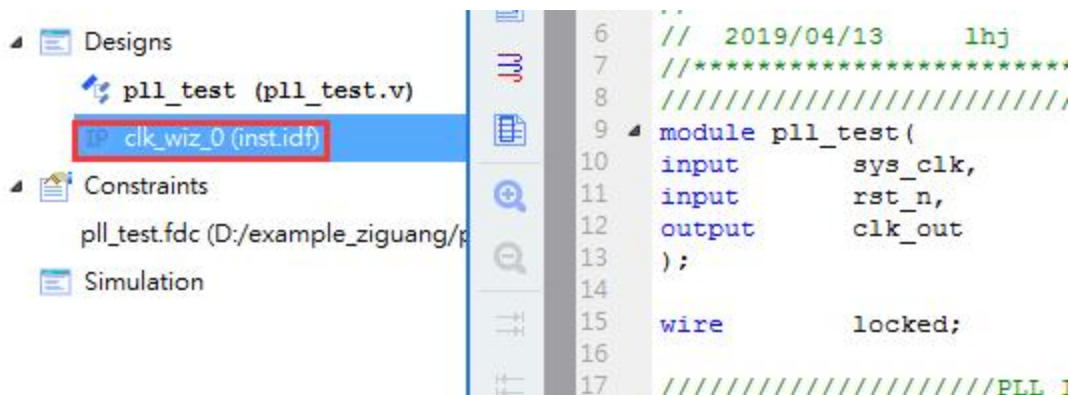 Designs
pll_test (pll_test.v)
IP clk_wiz_0 (inst.idf)
Constraints
pll_test.fdc (D:/example_ziguang/p
Simulation
6 // 2019/04/13 lhj
7 //*************************
8 //////////////////////////
9 module pll_test(
10 input sys_clk,
11 input rst_n,
12 output clk_out
13 );
14
15 wire locked;
16
17 /////////////////////PLL